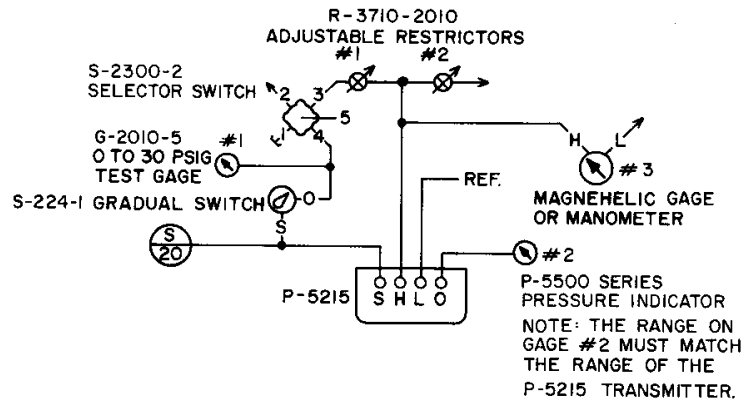 R-3710-2010
ADJUSTABLE RESTRICTORS
#1
#2
S-2300-2
SELECTOR SWITCH
2
3
1
4
5
G-2010-5
0 TO 30 PSIG
TEST GAGE
#1
H
L
#3
MAGNEHELIC GAGE
OR MANOMETER
S-224-1 GRADUAL SWITCH
O
S
REF.
S
20
#2
P-5215
S H L O
P-5500 SERIES
PRESSURE INDICATOR
NOTE: THE RANGE ON
GAGE #2 MUST MATCH
THE RANGE OF THE
P-5215 TRANSMITTER.